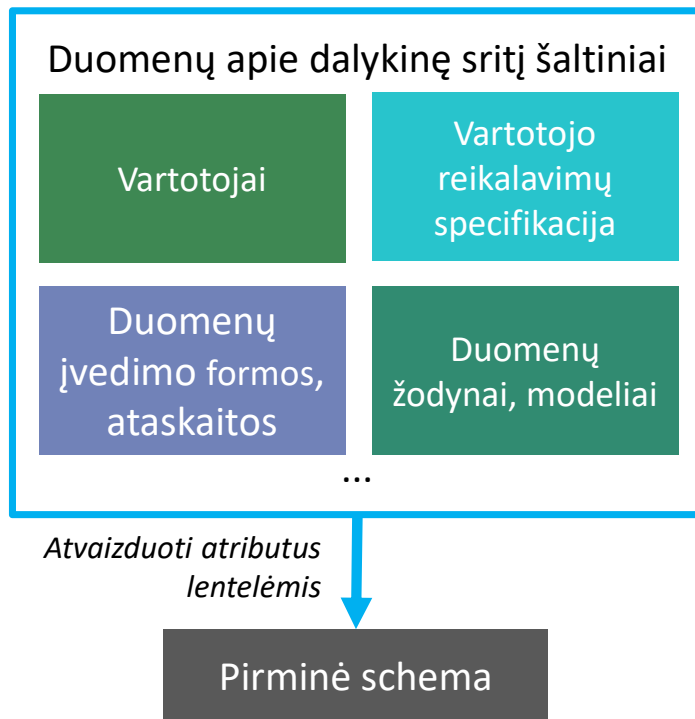 Duomenų apie dalykinę sritį šaltiniai
Vartotojai
Vartotojo
reikalavimų
specifikacija
Duomenų
įvedimo formos,
ataskaitos
Duomenų
žodynai, modeliai
...
Atvaizduoti atributus
lentelėmis
Pirminė schema